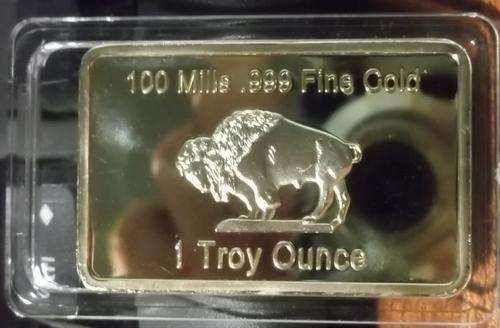 100 Mills .999 Fine Gold
1 Troy Ounce